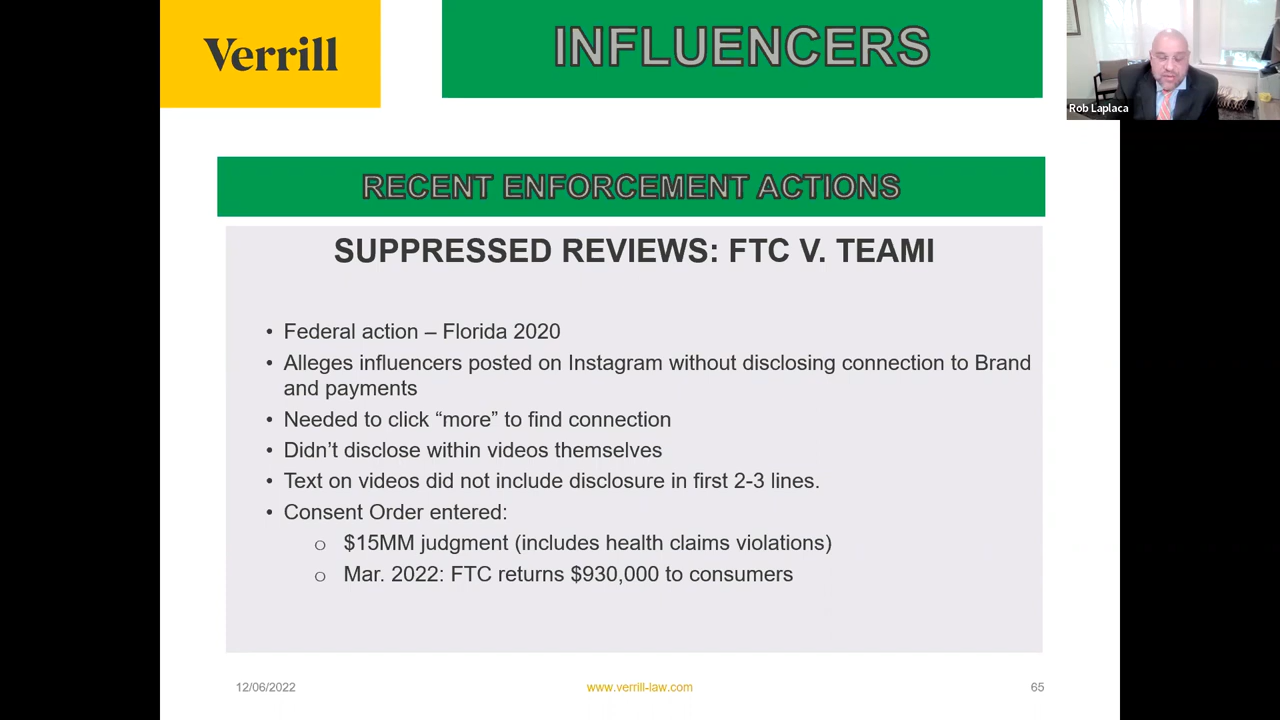 Verrill
INFLUENCERS
Rob Laplaca
RECENT ENFORCEMENT ACTIONS
SUPPRESSED REVIEWS: FTC V. TEAMI
• Federal action – Florida 2020
• Alleges influencers posted on Instagram without disclosing connection to Brand
and payments
• Needed to click “more” to find connection
• Didn’t disclose within videos themselves
• Text on videos did not include disclosure in first 2-3 lines.
• Consent Order entered:
o $15MM judgment (includes health claims violations)
o Mar. 2022: FTC returns $930,000 to consumers
12/06/2022
www.verrill-law.com
65